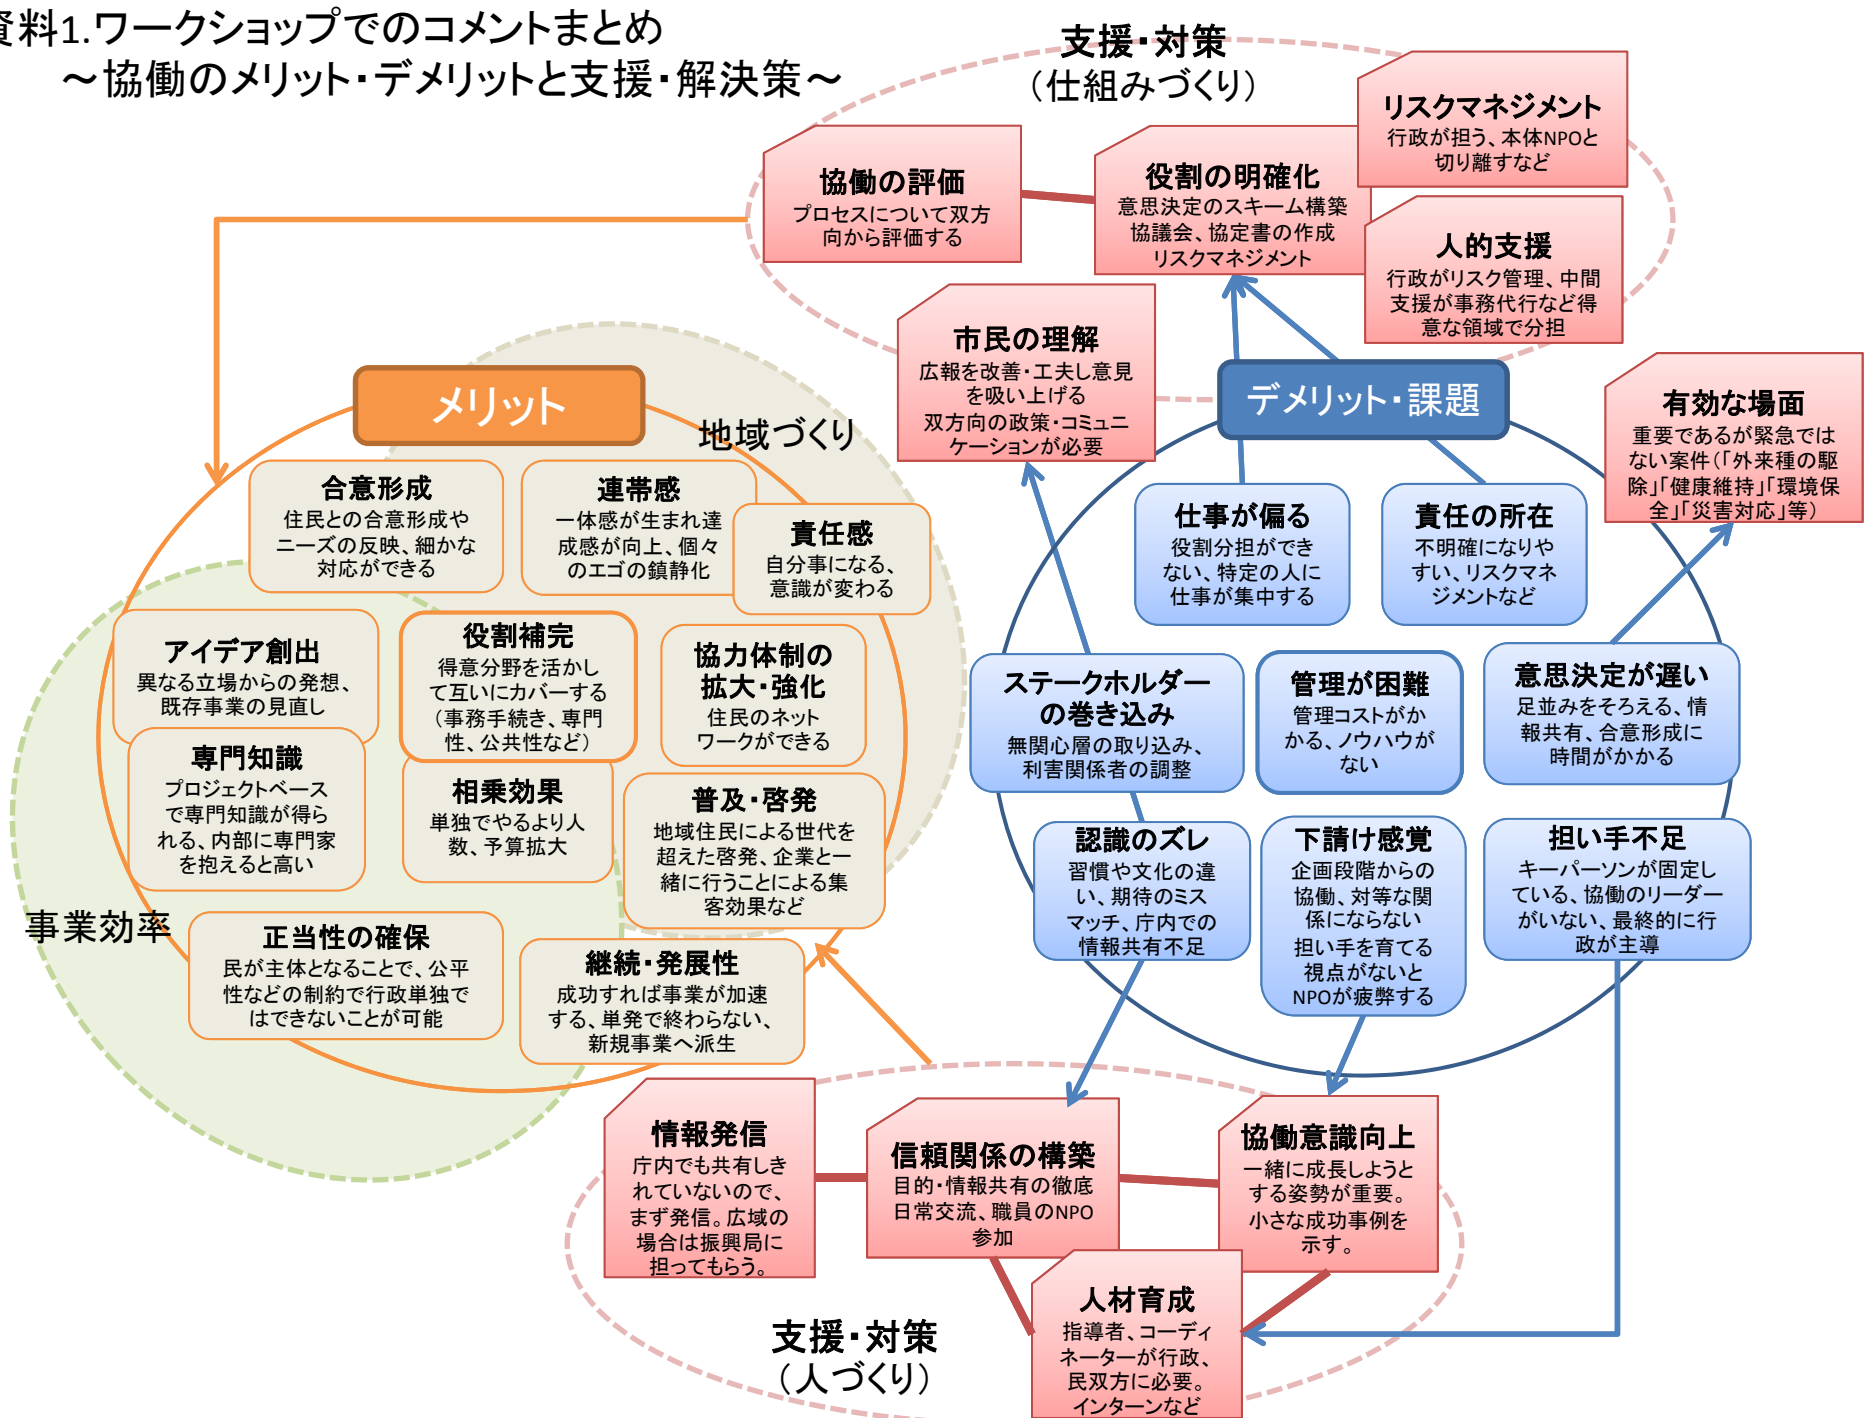 資料1.ワークショップでのコメントまとめ
～協働のメリット・デメリットと支援・解決策～
支援・対策
（仕組みづくり）
リスクマネジメント
行政が担う、本体NPOと
切り離すなど
協働の評価
プロセスについて双方
向から評価する
役割の明確化
意思決定のスキーム構築
協議会、協定書の作成
リスクマネジメント
人的支援
行政がリスク管理、中間
支援が事務代行など得
意な領域で分担
市民の理解
広報を改善・工夫し意見
を吸い上げる
双方向の政策・コミュニ
ケーションが必要
メリット
地域づくり
合意形成
住民との合意形成や
ニーズの反映、細かな
対応ができる
連帯感
一体感が生まれ達
成感が向上、個々
のエゴの鎮静化
責任感
自分事になる、
意識が変わる
アイデア創出
異なる立場からの発想、
既存事業の見直し
役割補完
得意分野を活かし
て互いにカバーする
（事務手続き、専門
性、公共性など）
協力体制の
拡大・強化
住民のネット
ワークができる
専門知識
プロジェクトベース
で専門知識が得ら
れる、内部に専門家
を抱えると高い
相乗効果
単独でやるより人
数、予算拡大
普及・啓発
地域住民による世代を
超えた啓発、企業と一
緒に行うことによる集
客効果など
事業効率
正当性の確保
民が主体となることで、公平
性などの制約で行政単独で
はできないことが可能
継続・発展性
成功すれば事業が加速
する、単発で終わらない、
新規事業へ派生
デメリット・課題
有効な場面
重要であるが緊急では
ない案件（「外来種の駆
除」「健康維持」「環境保
全」「災害対応」等）
仕事が偏る
役割分担ができ
ない、特定の人に
仕事が集中する
責任の所在
不明確になりや
すい、リスクマネ
ジメントなど
ステークホルダー
の巻き込み
無関心層の取り込み、
利害関係者の調整
管理が困難
管理コストがか
かる、ノウハウが
ない
意思決定が遅い
足並みをそろえる、情
報共有、合意形成に
時間がかかる
認識のズレ
習慣や文化の違
い、期待のミス
マッチ、庁内での
情報共有不足
下請け感覚
企画段階からの
協働、対等な関
係にならない
担い手を育てる
視点がないと
NPOが疲弊する
担い手不足
キーパーソンが固定し
ている、協働のリーダー
がいない、最終的に行
政が主導
情報発信
庁内でも共有しき
れていないので、
まず発信。広域の
場合は振興局に
担ってもらう。
信頼関係の構築
目的・情報共有の徹底
日常交流、職員のNPO
参加
協働意識向上
一緒に成長しようと
する姿勢が重要。
小さな成功事例を
示す。
人材育成
指導者、コーディ
ネーターが行政、
民双方に必要。
インターンなど
支援・対策
（人づくり）